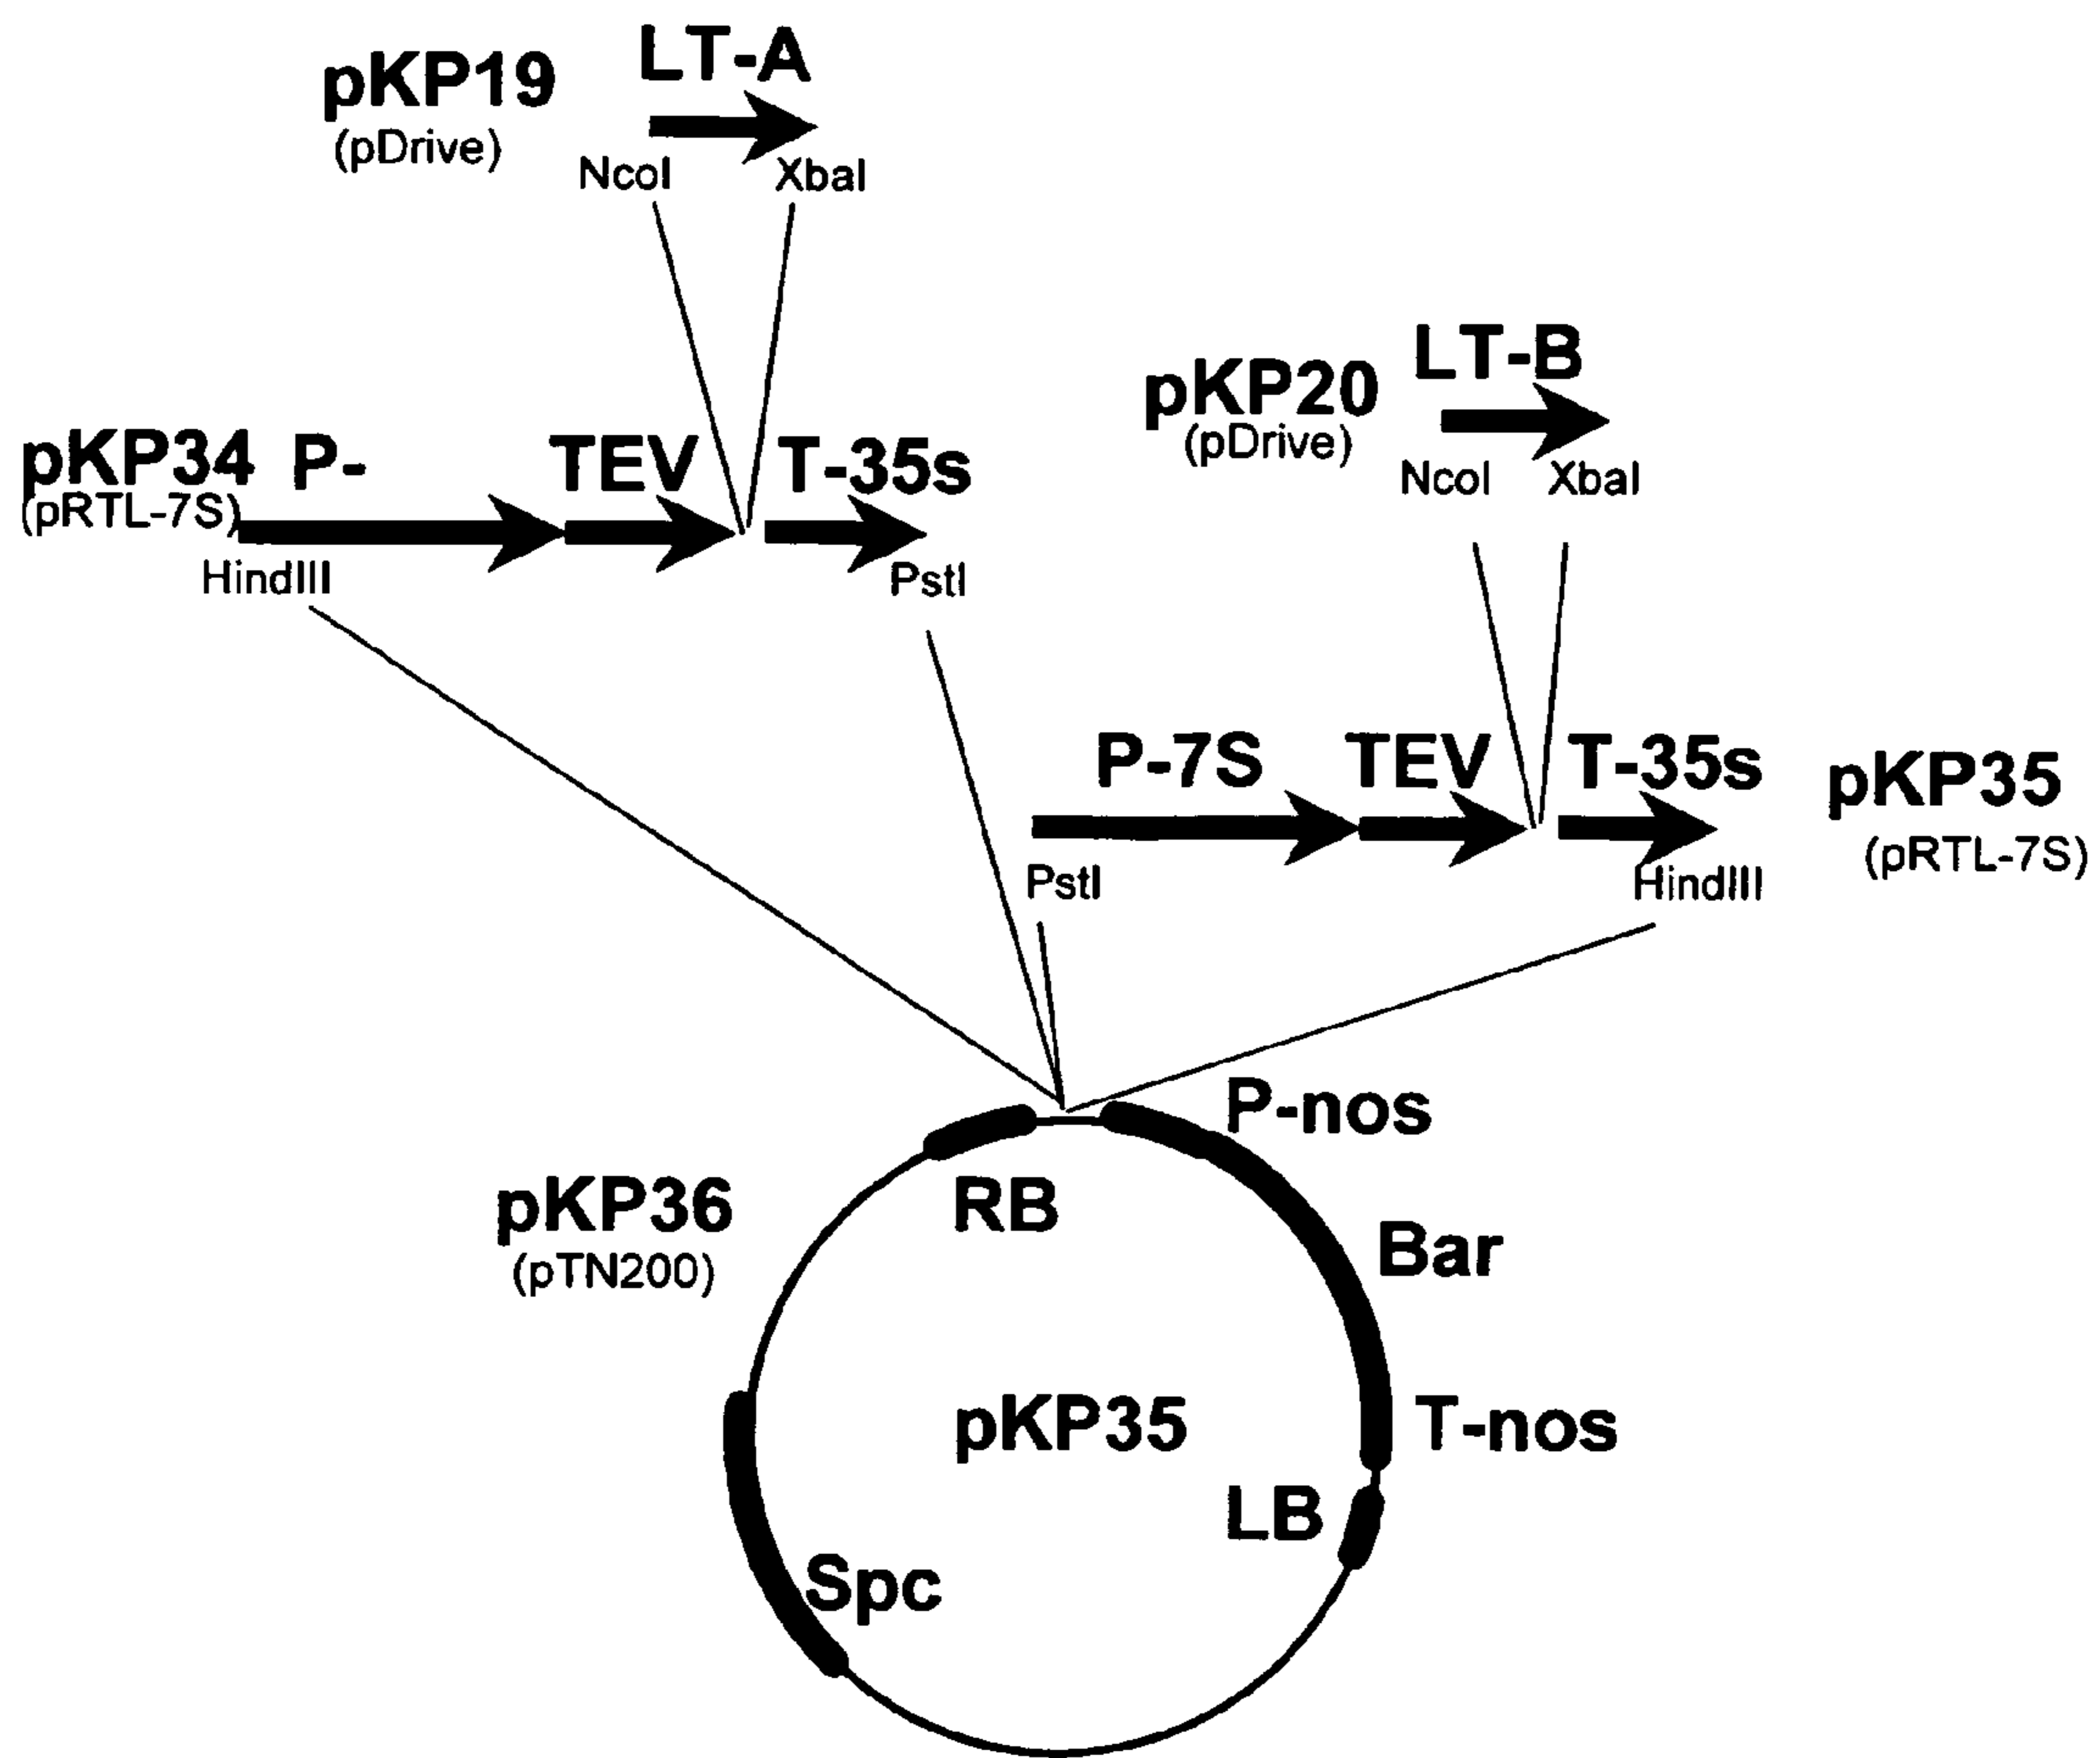 LT-A
pKP19
(pDrive)
NcoI XbaI
LT-B
pKP20
(pDrive)
NcoI XbaI
pKP34 P- TEV T-35s
(pRTL-7S)
HindIII PstI
P-7S TEV T-35s pKP35
(pRTL-7S)
PstI HindIII
P-nos
pKP36 RB
(pTN200)
Bar
pKP35 T-nos
LB
Spc